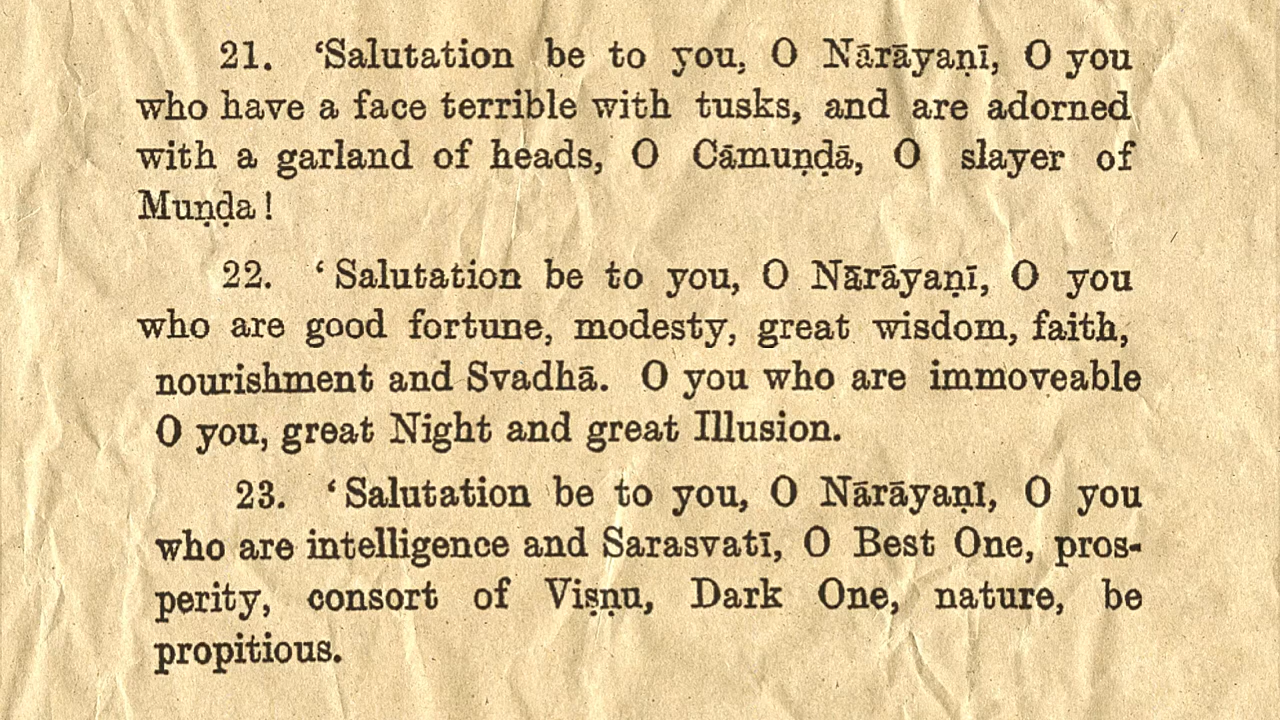 21. ‘Salutation be to you, O Nārāyaṇī, O you
who have a face terrible with tusks, and are adorned
with a garland of heads, O Cāmuṇḍā, O slayer of
Muṇḍa !
22. ‘ Salutation be to you, O Nārāyaṇī, O you
who are good fortune, modesty, great wisdom, faith,
nourishment and Svadhā. O you who are immoveable
O you, great Night and great Illusion.
23. ‘ Salutation be to you, O Nārāyaṇī, O you
who are intelligence and Sarasvatī, O Best One, pros-
perity, consort of Viṣṇu, Dark One, nature, be
propitious.